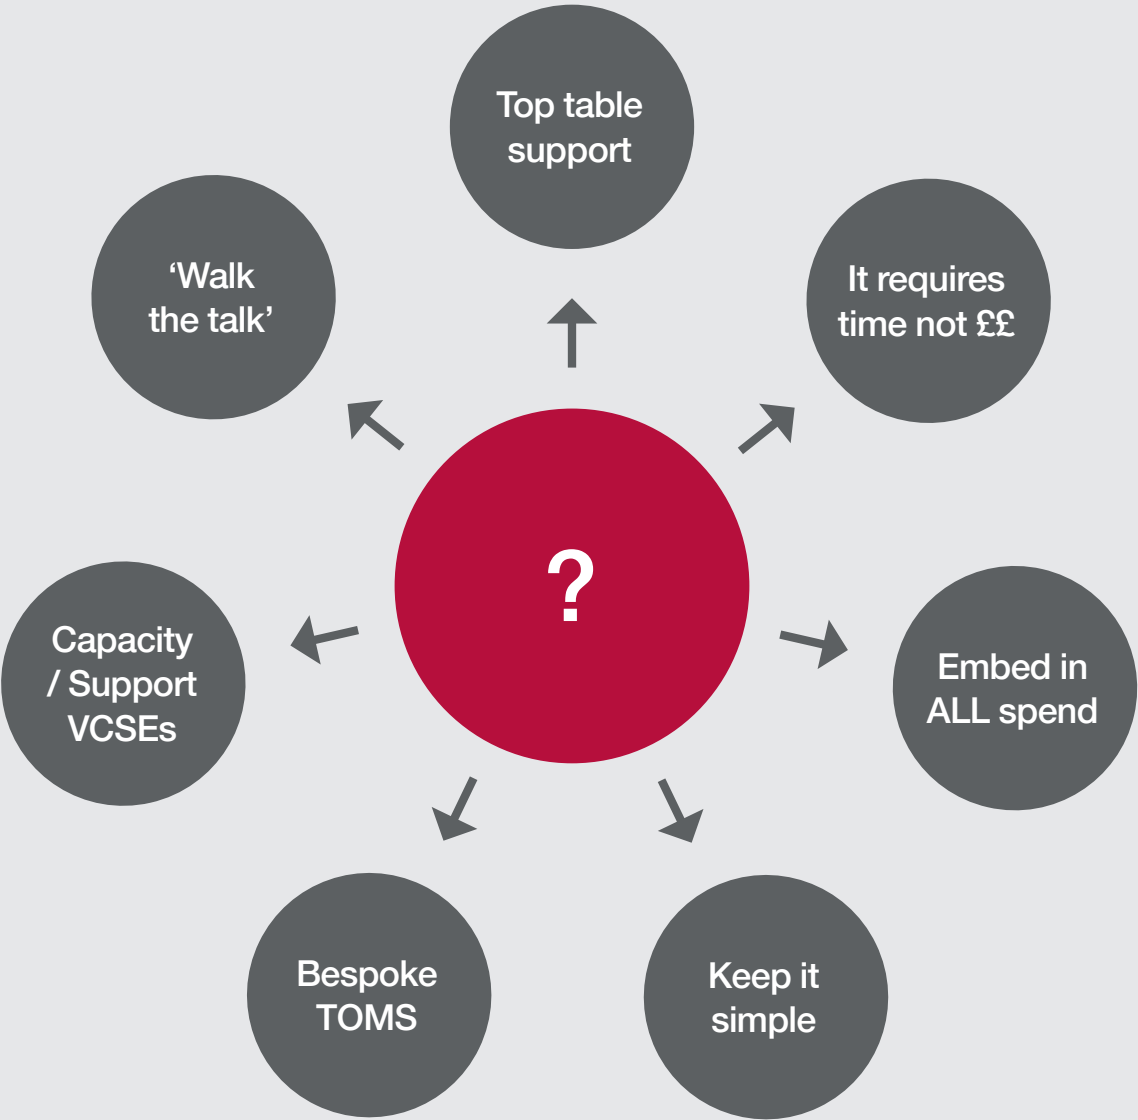 Top table
support
‘Walk
the talk’
It requires
time not ££
?
Capacity
/ Support
VCSEs
Embed in
ALL spend
Bespoke
TOMS
Keep it
simple